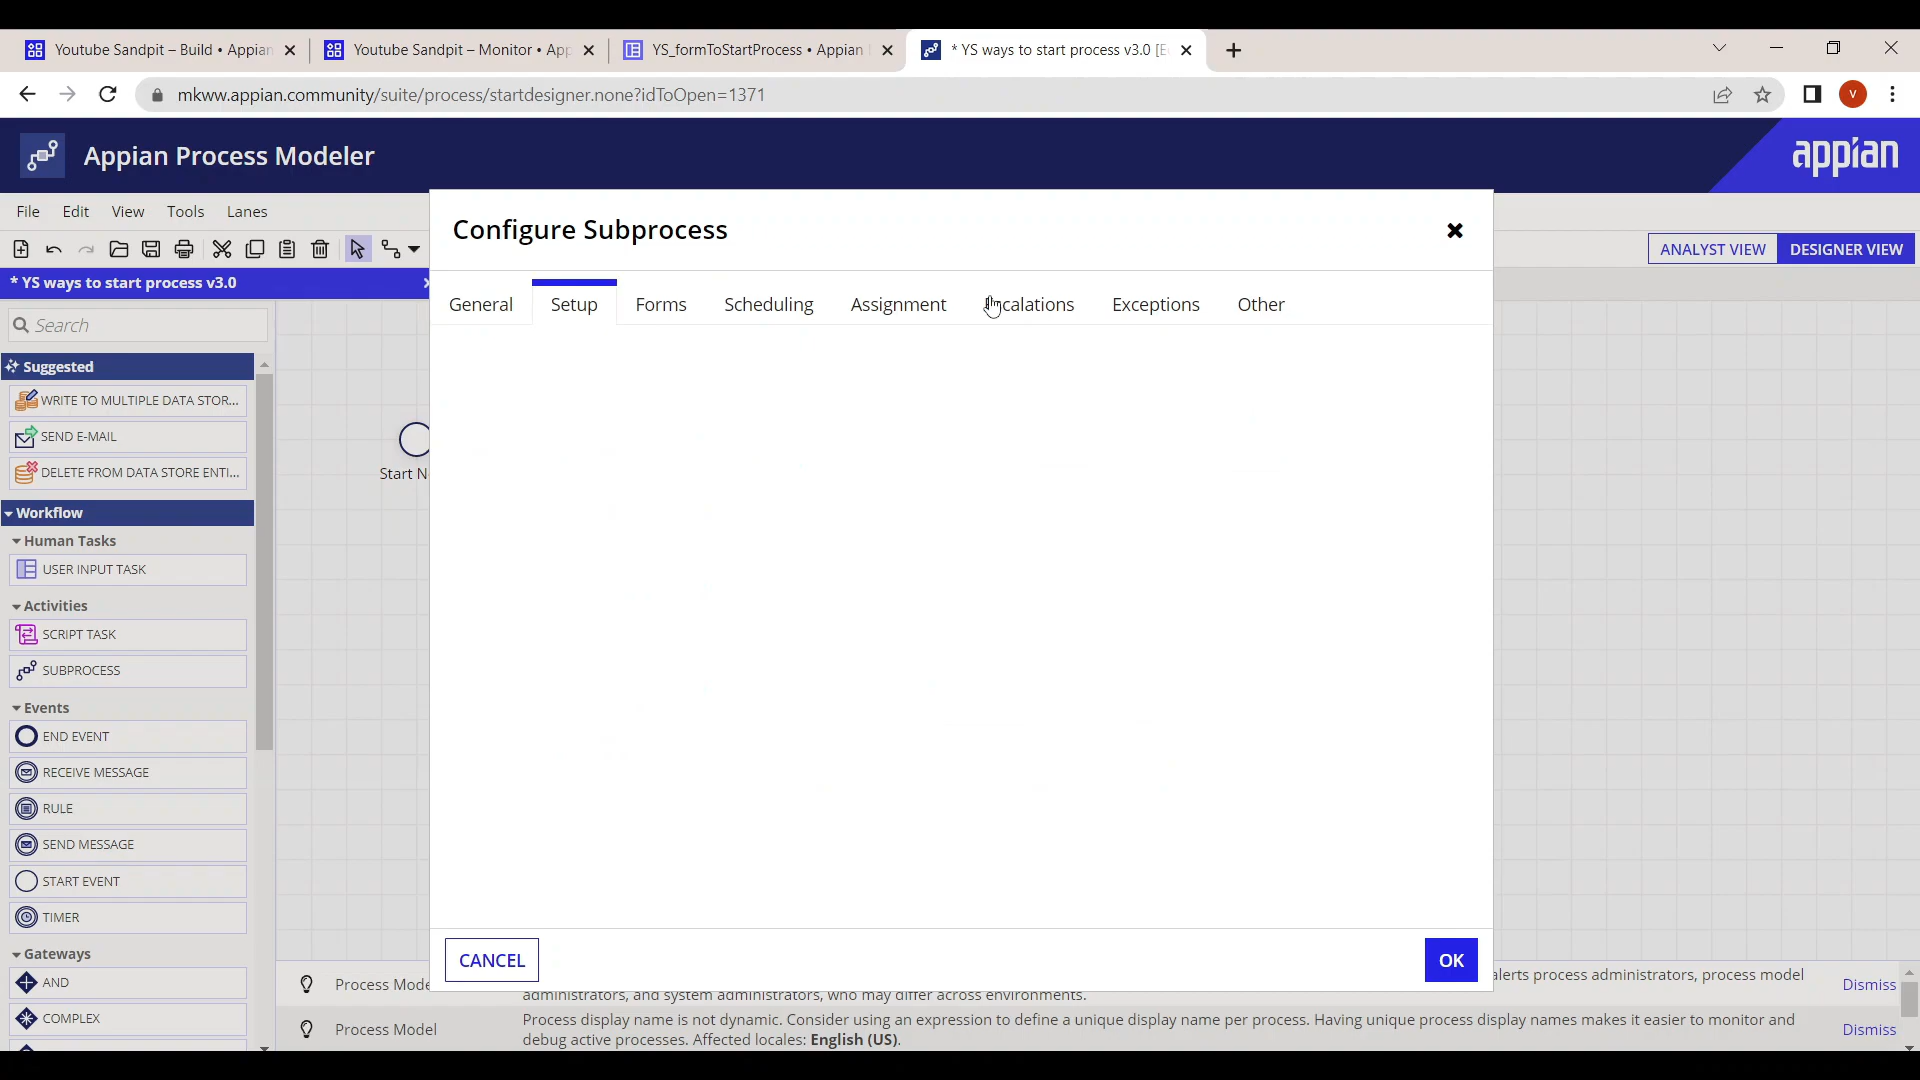 Youtube Sandpit – Build • Appian
Youtube Sandpit – Monitor • App
YS_formToStartProcess • Appian
* YS ways to start process v3.0 [E
mkww.appian.community/suite/process/startdesigner.none?idToOpen=1371
V
Appian Process Modeler
appian
File Edit View Tools Lanes
ANALYST VIEW DESIGNER VIEW
* YS ways to start process v3.0
Configure Subprocess
General Setup Forms Scheduling Assignment calations Exceptions Other
Search
Suggested
WRITE TO MULTIPLE DATA STOR...
SEND E-MAIL
DELETE FROM DATA STORE ENTI...
Start N
Workflow
Human Tasks
USER INPUT TASK
Activities
SCRIPT TASK
SUBPROCESS
Events
END EVENT
RECEIVE MESSAGE
RULE
SEND MESSAGE
START EVENT
TIMER
Gateways
AND
COMPLEX
CANCEL OK
Process Mode alerts process administrators, process model Dismiss
administrators, and system administrators, who may differ across environments.
Process Model Process display name is not dynamic. Consider using an expression to define a unique display name per process. Having unique process display names makes it easier to monitor and Dismiss
debug active processes. Affected locales: English (US).